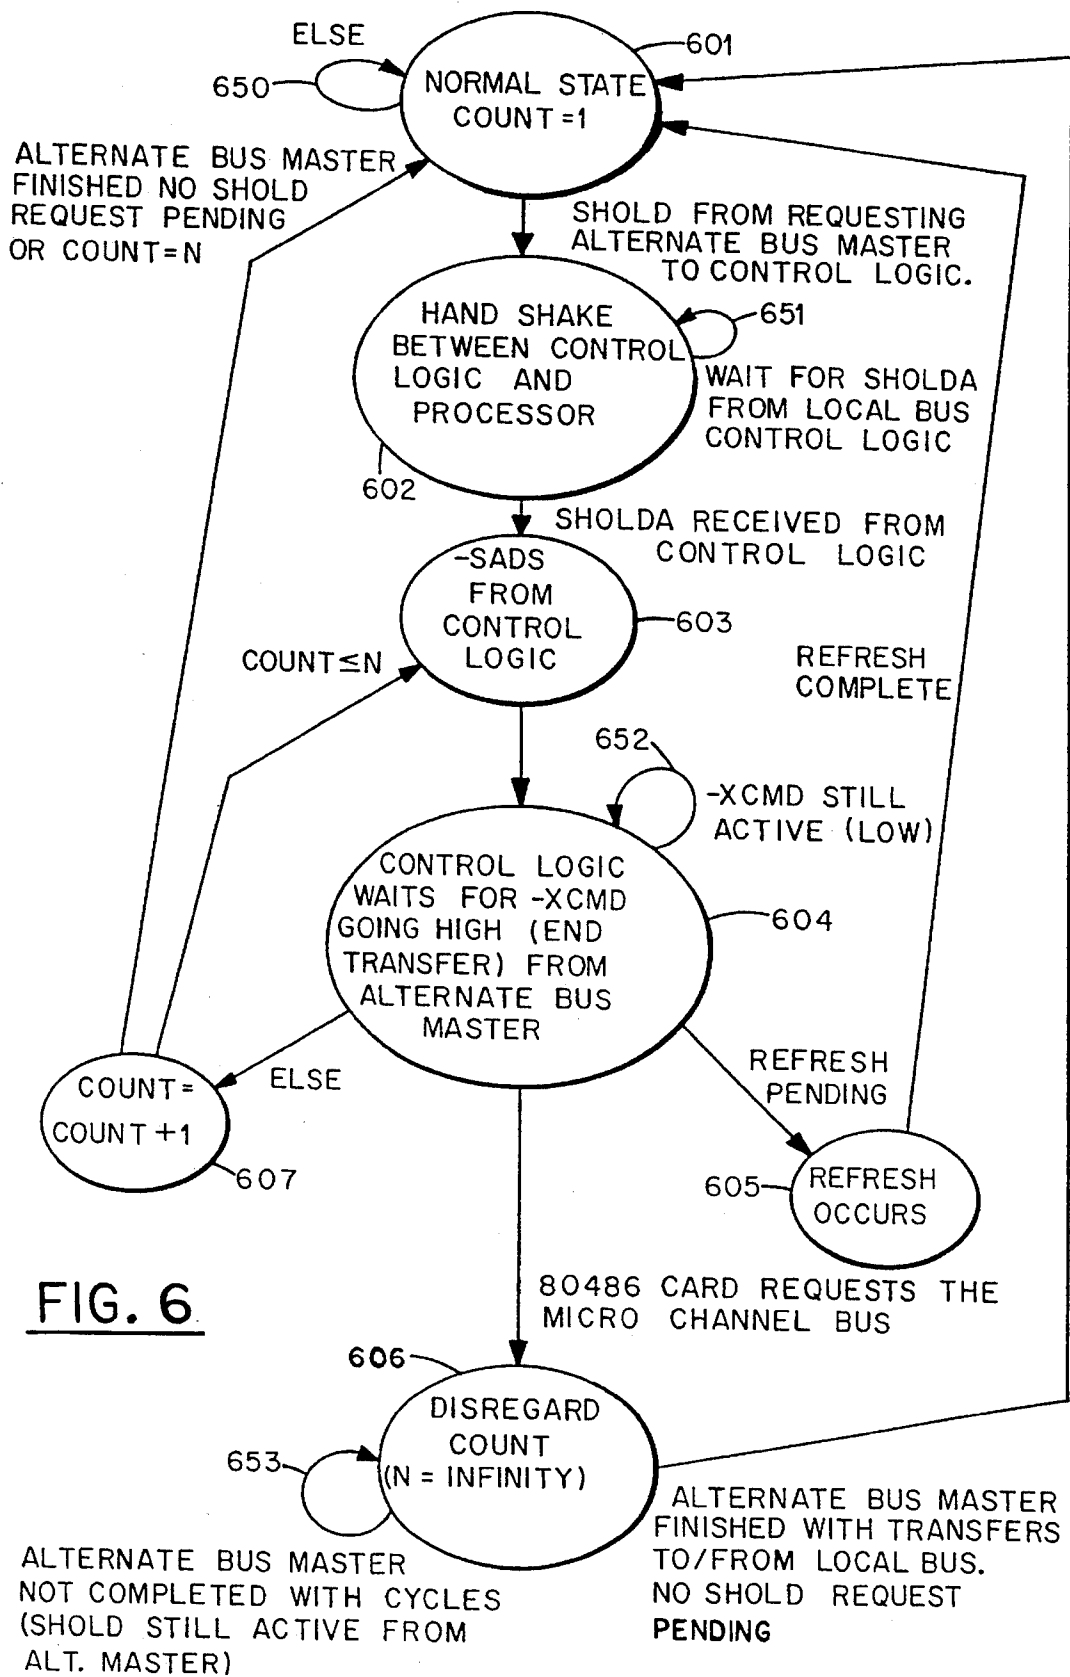 ELSE
601
650
NORMAL STATE
COUNT=1
ALTERNATE BUS MASTER
FINISHED NO SHOLD
REQUEST PENDING
OR COUNT=N
SHOLD FROM REQUESTING
ALTERNATE BUS MASTER
TO CONTROL LOGIC.
HAND SHAKE
BETWEEN CONTROL
LOGIC AND
PROCESSOR
651
WAIT FOR SHOLDA
FROM LOCAL BUS
CONTROL LOGIC
602
SHOLDA RECEIVED FROM
CONTROL LOGIC
-SADS
FROM
CONTROL
LOGIC
603
COUNT≤N
REFRESH
COMPLETE
652
-XCMD STILL
ACTIVE (LOW)
CONTROL LOGIC
WAITS FOR -XCMD
GOING HIGH (END
TRANSFER) FROM
ALTERNATE BUS
MASTER
604
ELSE
REFRESH
PENDING
COUNT=
COUNT+1
607
605
REFRESH
OCCURS
80486 CARD REQUESTS THE
MICRO CHANNEL BUS
FIG. 6
606
DISREGARD
COUNT
(N = INFINITY)
653
ALTERNATE BUS MASTER
FINISHED WITH TRANSFERS
TO/FROM LOCAL BUS.
NO SHOLD REQUEST
PENDING
ALTERNATE BUS MASTER
NOT COMPLETED WITH CYCLES
(SHOLD STILL ACTIVE FROM
ALT. MASTER)